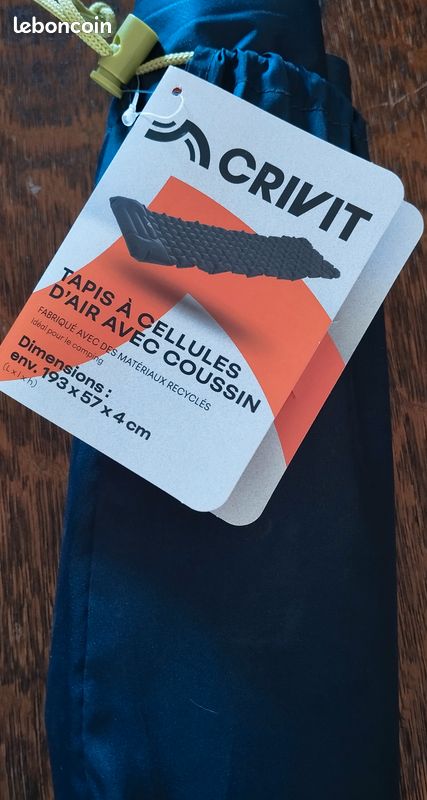 leboncoin
CRIVIT
TAPIS À CELLULES
D'AIR AVEC COUSSIN
FABRIQUÉ AVEC DES MATÉRIAUX RECYCLÉS
Idéal pour le camping
Dimensions :
(L x l x h)
env. 193 x 57 x 4 cm